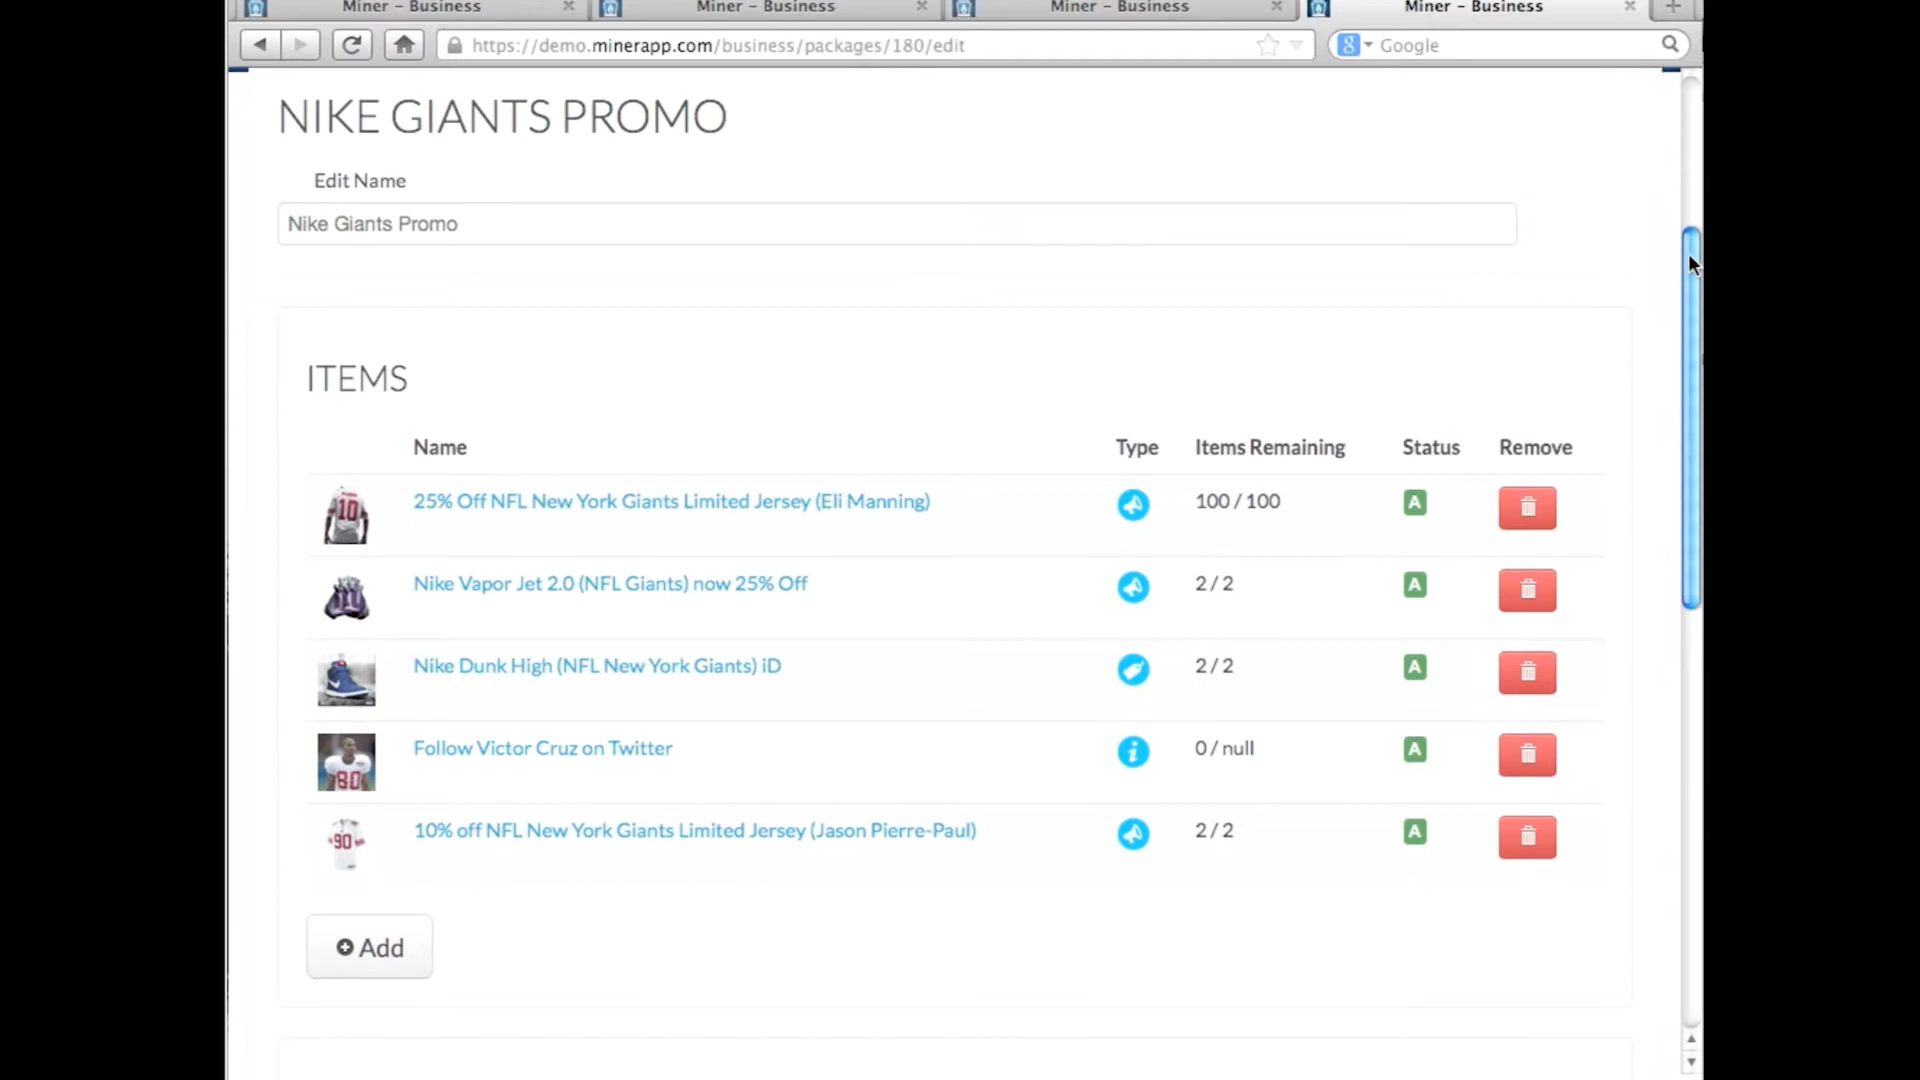 Miner – Business Miner – Business Miner – Business Miner – Business
https://demo.minerapp.com/business/packages/180/edit Google
NIKE GIANTS PROMO
Edit Name
Nike Giants Promo
ITEMS
Name Type Items Remaining Status Remove
25% Off NFL New York Giants Limited Jersey (Eli Manning) 100 / 100 A
Nike Vapor Jet 2.0 (NFL Giants) now 25% Off 2 / 2 A
Nike Dunk High (NFL New York Giants) iD 2 / 2 A
Follow Victor Cruz on Twitter 0 / null A
10% off NFL New York Giants Limited Jersey (Jason Pierre-Paul) 2 / 2 A
Add